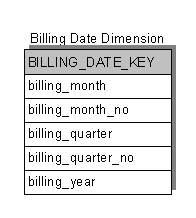 Billing Date Dimension
BILLING_DATE_KEY
billing_month
billing_month_no
billing_quarter
billing_quarter_no
billing_year